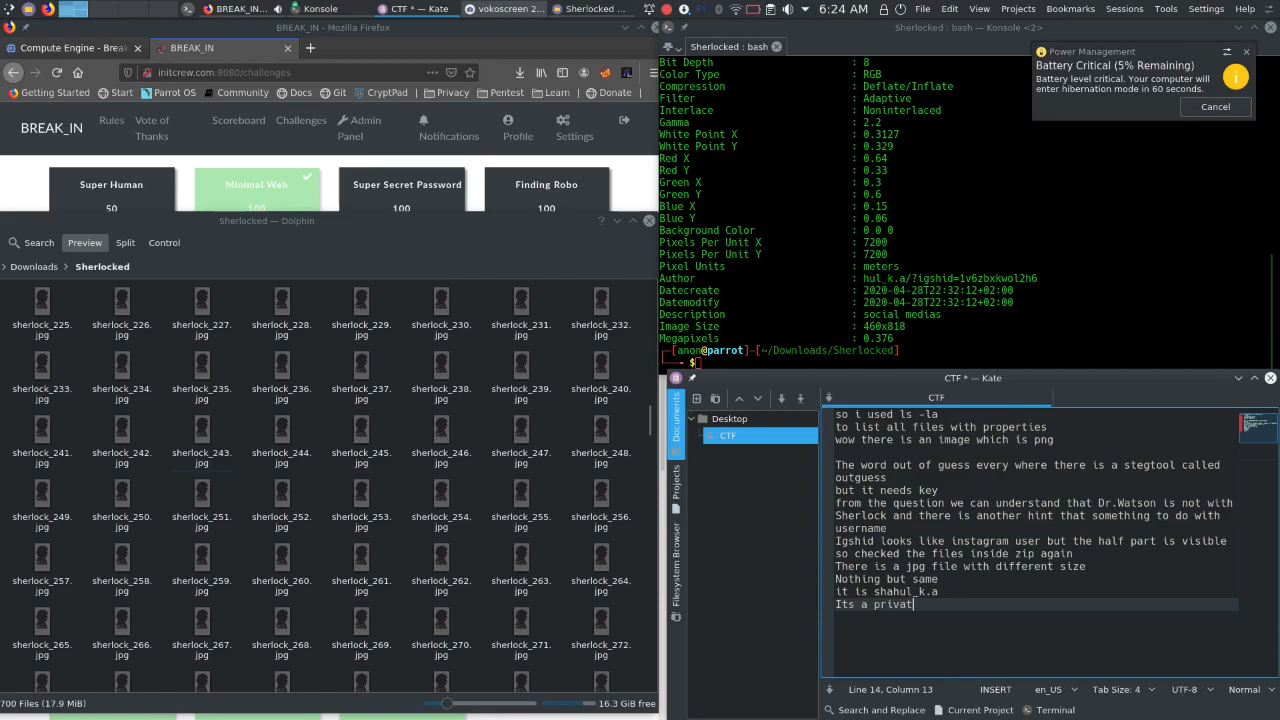 BREAK_IN...
Konsole
CTF * — Kate
vokoscreen 2...
Sherlocked ...
6:24 AM
File
Edit
View
Projects
Bookmarks
Sessions
Tools
Settings
Help
BREAK_IN - Mozilla Firefox
Compute Engine - Break
BREAK_IN
initcrew.com:8080/challenges
Getting Started
Start
Parrot OS
Community
Docs
Git
CryptPad
Privacy
Pentest
Learn
Donate
BREAK_IN
Rules
Vote of
Thanks
Scoreboard
Challenges
Admin
Panel
Notifications
Profile
Settings
Super Human
50
Minimal Web
100
Super Secret Password
100
Finding Robo
100
Sherlocked — Dolphin
Search
Preview
Split
Control
Downloads
Sherlocked
sherlock_225.
jpg
sherlock_226.
jpg
sherlock_227.
jpg
sherlock_228.
jpg
sherlock_229.
jpg
sherlock_230.
jpg
sherlock_231.
jpg
sherlock_232.
jpg
sherlock_233.
jpg
sherlock_234.
jpg
sherlock_235.
jpg
sherlock_236.
jpg
sherlock_237.
jpg
sherlock_238.
jpg
sherlock_239.
jpg
sherlock_240.
jpg
sherlock_241.
jpg
sherlock_242.
jpg
sherlock_243.
jpg
sherlock_244.
jpg
sherlock_245.
jpg
sherlock_246.
jpg
sherlock_247.
jpg
sherlock_248.
jpg
sherlock_249.
jpg
sherlock_250.
jpg
sherlock_251.
jpg
sherlock_252.
jpg
sherlock_253.
jpg
sherlock_254.
jpg
sherlock_255.
jpg
sherlock_256.
jpg
sherlock_257.
jpg
sherlock_258.
jpg
sherlock_259.
jpg
sherlock_260.
jpg
sherlock_261.
jpg
sherlock_262.
jpg
sherlock_263.
jpg
sherlock_264.
jpg
sherlock_265.
jpg
sherlock_266.
jpg
sherlock_267.
jpg
sherlock_268.
jpg
sherlock_269.
jpg
sherlock_270.
jpg
sherlock_271.
jpg
sherlock_272.
jpg
700 Files (17.9 MiB)
16.3 GiB free
Sherlocked : bash — Konsole <2>
Sherlocked : bash
Bit Depth : 8
Color Type : RGB
Compression : Deflate/Inflate
Filter : Adaptive
Interlace : Noninterlaced
Gamma : 2.2
White Point X : 0.3127
White Point Y : 0.329
Red X : 0.64
Red Y : 0.33
Green X : 0.3
Green Y : 0.6
Blue X : 0.15
Blue Y : 0.06
Background Color : 0 0 0
Pixels Per Unit X : 7200
Pixels Per Unit Y : 7200
Pixel Units : meters
Author : hul_k.a/?igshid=1v6zbxkwol2h6
Datecreate : 2020-04-28T22:32:12+02:00
Datemodify : 2020-04-28T22:32:12+02:00
Description : social medias
Image Size : 460x818
Megapixels : 0.376
[anon@parrot]-[~/Downloads/Sherlocked]
$
Power Management
Battery Critical (5% Remaining)
Battery level critical. Your computer will
enter hibernation mode in 60 seconds.
Cancel
CTF * — Kate
Documents
Projects
Filesystem Browser
Desktop
CTF
CTF
so i used ls -la
to list all files with properties
wow there is an image which is png
The word out of guess every where there is a stegtool called
outguess
but it needs key
from the question we can understand that Dr.Watson is not with
Sherlock and there is another hint that something to do with
username
Igshid looks like instagram user but the half part is visible
so checked the files inside zip again
There is a jpg file with different size
Nothing but same
it is shahul_k.a
Its a privat
Line 14, Column 13
INSERT
en_US
Tab Size: 4
UTF-8
Normal
Search and Replace
Current Project
Terminal